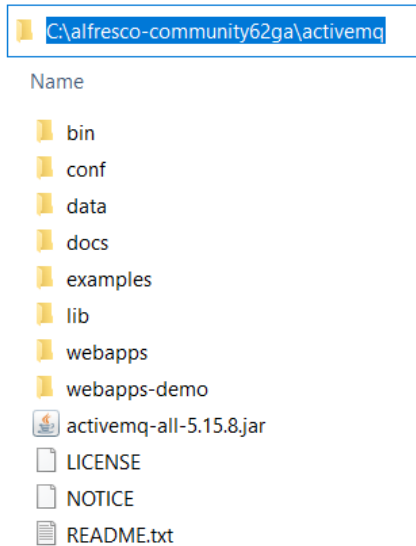 C:\alfresco-community62ga\activemq
Name
bin
conf
data
docs
examples
lib
webapps
webapps-demo
activemq-all-5.15.8.jar
LICENSE
NOTICE
README.txt